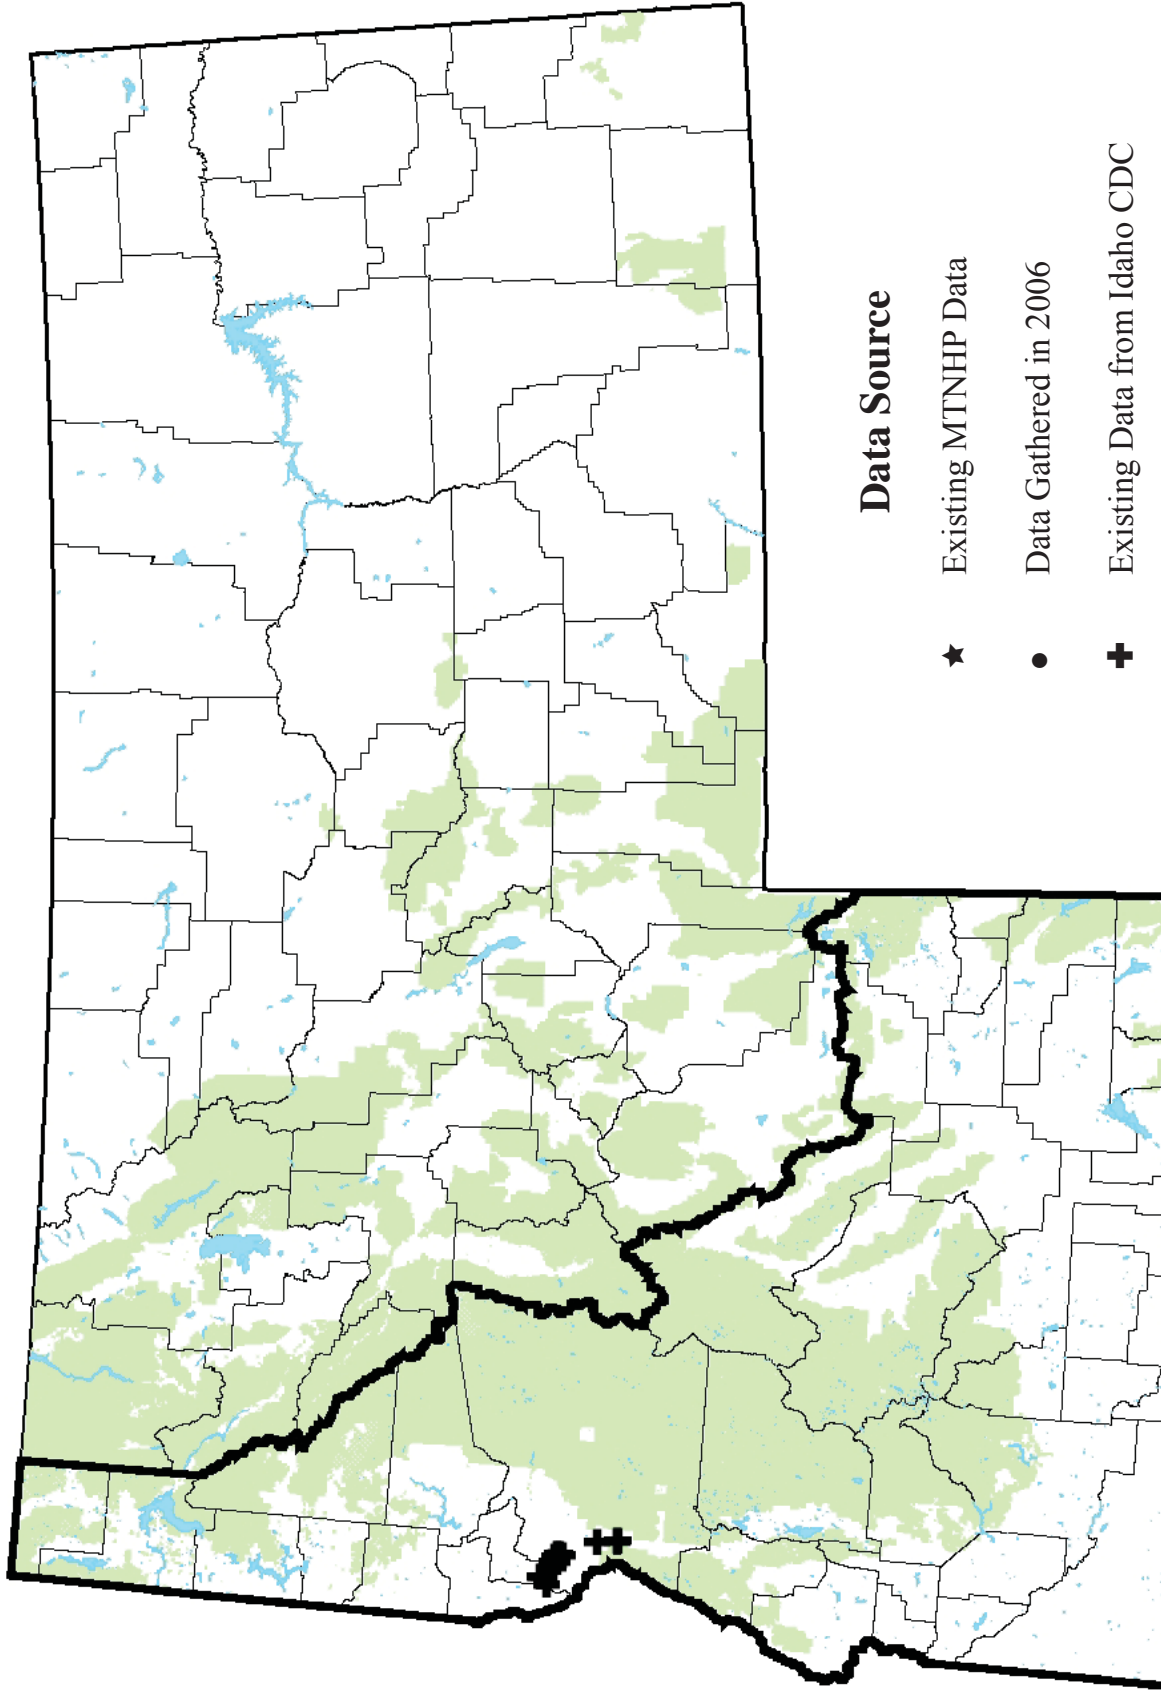 Data Source
Existing MTNHP Data
Data Gathered in 2006
Existing Data from Idaho CDC